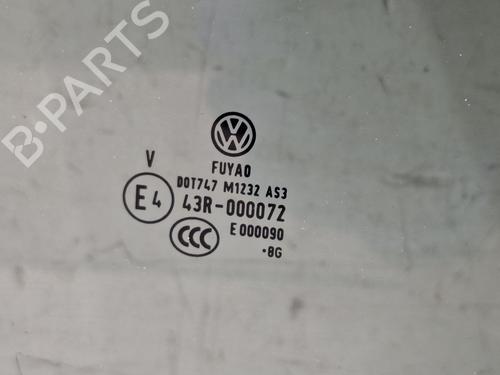 B-PARTS
FUYAO
V
DOT747 M1232 AS3
E4 43R-000072
CCC E 000090
·8G